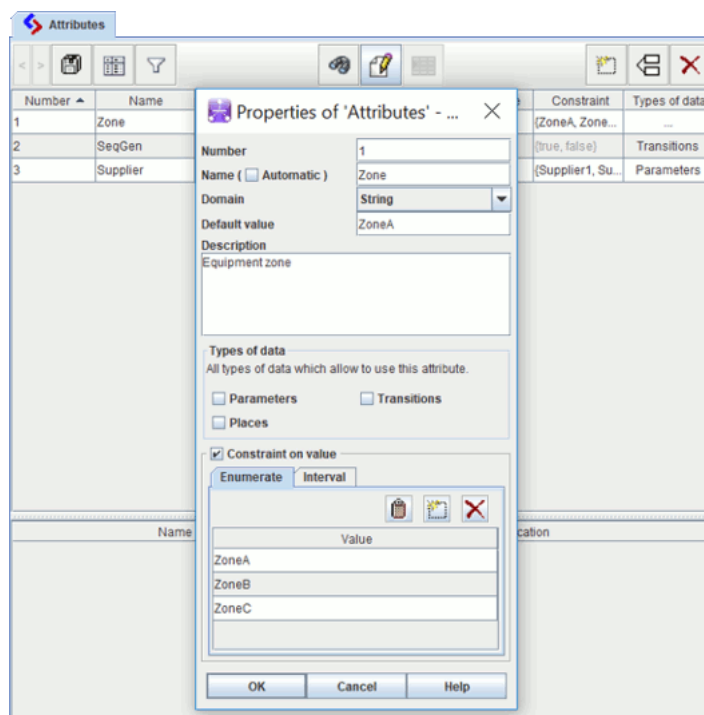 Attributes
Number Name Constraint Types of data
1 Zone {ZoneA, Zone... ...
2 SeqGen {true, false} Transitions
3 Supplier {Supplier1, Su... Parameters
Properties of 'Attributes' - ...
Number 1
Name ( Automatic ) Zone
Domain String
Default value ZoneA
Description
Equipment zone
Types of data
All types of data which allow to use this attribute.
Parameters Transitions
Places
Constraint on value
Enumerate Interval
Value
ZoneA
ZoneB
ZoneC
OK Cancel Help
Name cation